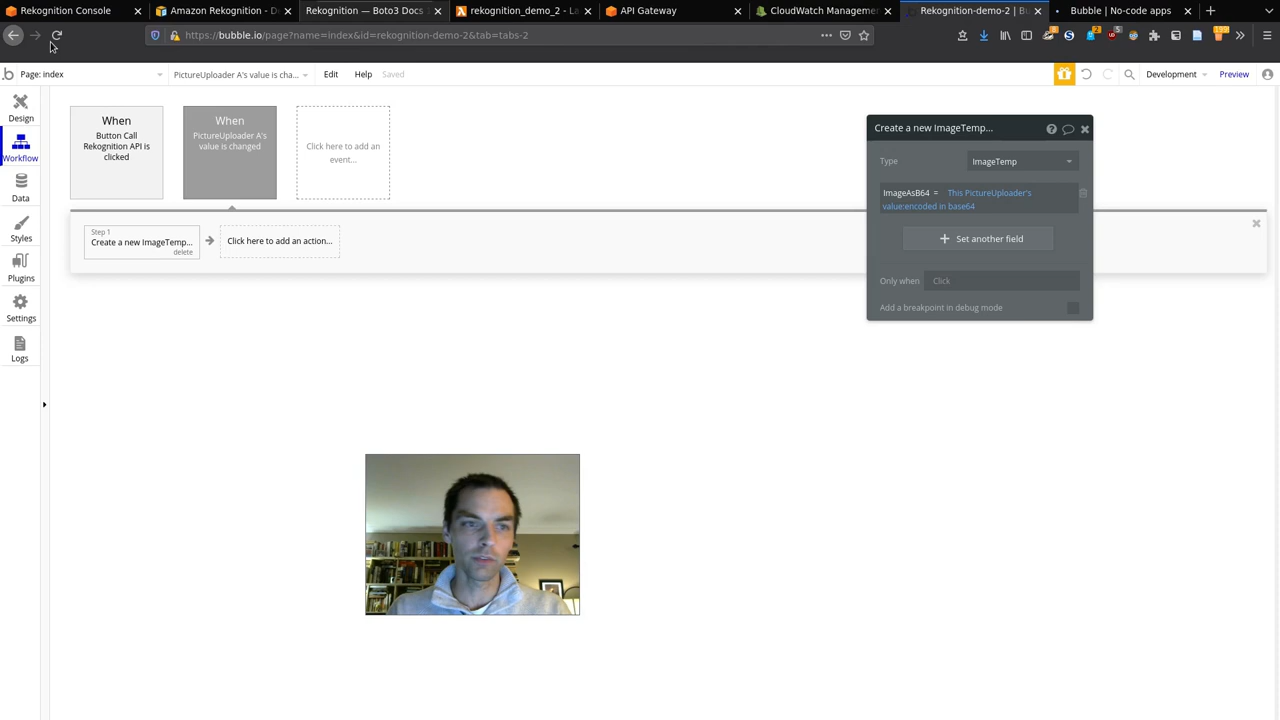 Rekognition Console
Amazon Rekognition - D
Rekognition — Boto3 Docs
rekognition_demo_2 - La
API Gateway
CloudWatch Managemen
Rekognition-demo-2 | Bu
Bubble | No-code apps
https://bubble.io/page?name=index&id=rekognition-demo-2&tab=tabs-2
Page: index
PictureUploader A's value is cha...
Edit
Help
Saved
Development
Preview
Design
Workflow
Data
Styles
Plugins
Settings
Logs
When
Button Call
Rekognition API is
clicked
When
PictureUploader A's
value is changed
Click here to add an
event...
Step 1
Create a new ImageTemp...
delete
Click here to add an action...
Create a new ImageTemp...
Type
ImageTemp
ImageAsB64 = This PictureUploader's
value:encoded in base64
Set another field
Only when
Click
Add a breakpoint in debug mode